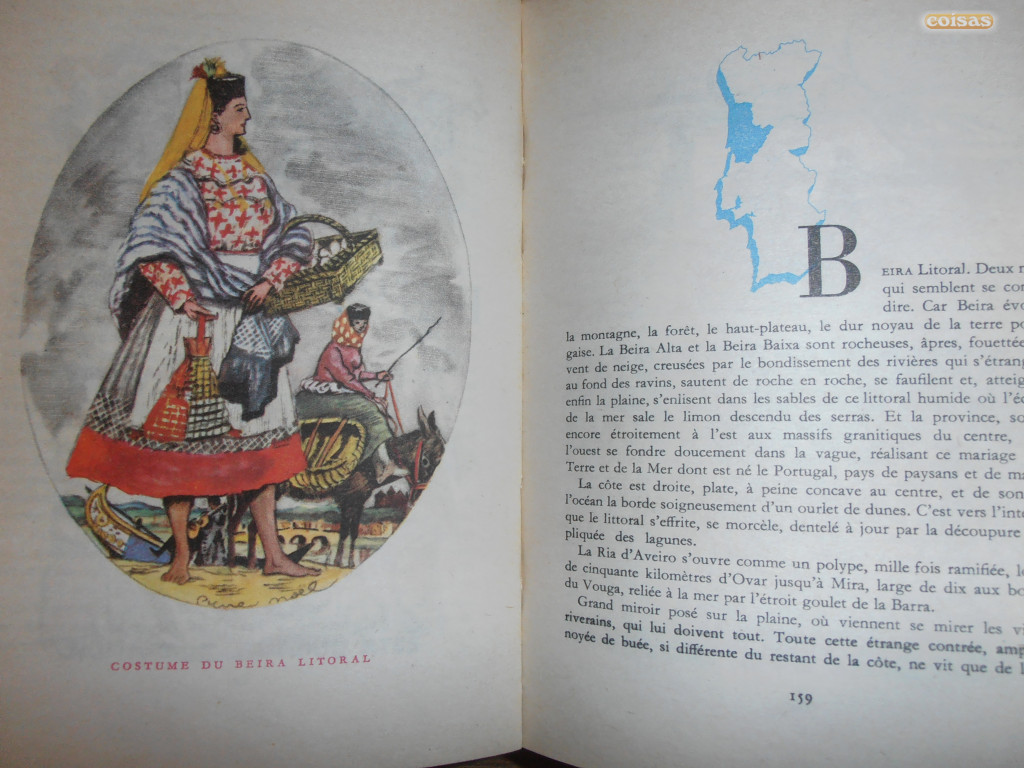 coisas
Pierre Noël
COSTUME DU BEIRA LITORAL
BEIRA Litoral. Deux
qui semblent se
dire. Car Beira
la montagne, la forêt, le haut-plateau, le dur noyau de la terre
gaise. La Beira Alta et la Beira Baixa sont rocheuses, âpres,
vent de neige, creusées par le bondissement des rivières qui
au fond des ravins, sautent de roche en roche, se faufilent et,
enfin la plaine, s'enlisent dans les sables de ce littoral humide où
de la mer sale le limon descendu des serras. Et la province,
encore étroitement à l'est aux massifs granitiques du centre,
l'ouest se fondre doucement dans la vague, réalisant ce mariage
Terre et de la Mer dont est né le Portugal, pays de paysans et de
La côte est droite, plate, à peine concave au centre, et de
l'océan la borde soigneusement d'un ourlet de dunes. C'est vers
que le littoral s'effrite, se morcèle, dentelé à jour par la découpure
pliquée des lagunes.
La Ria d'Aveiro s'ouvre comme un polype, mille fois ramifiée,
de cinquante kilomètres d'Ovar jusqu'à Mira, large de dix aux
du Vouga, reliée à la mer par l'étroit goulet de la Barra.
Grand miroir posé sur la plaine, où viennent se mirer les
riverains, qui lui doivent tout. Toute cette étrange contrée,
noyée de buée, si différente du restant de la côte, ne vit que de
159